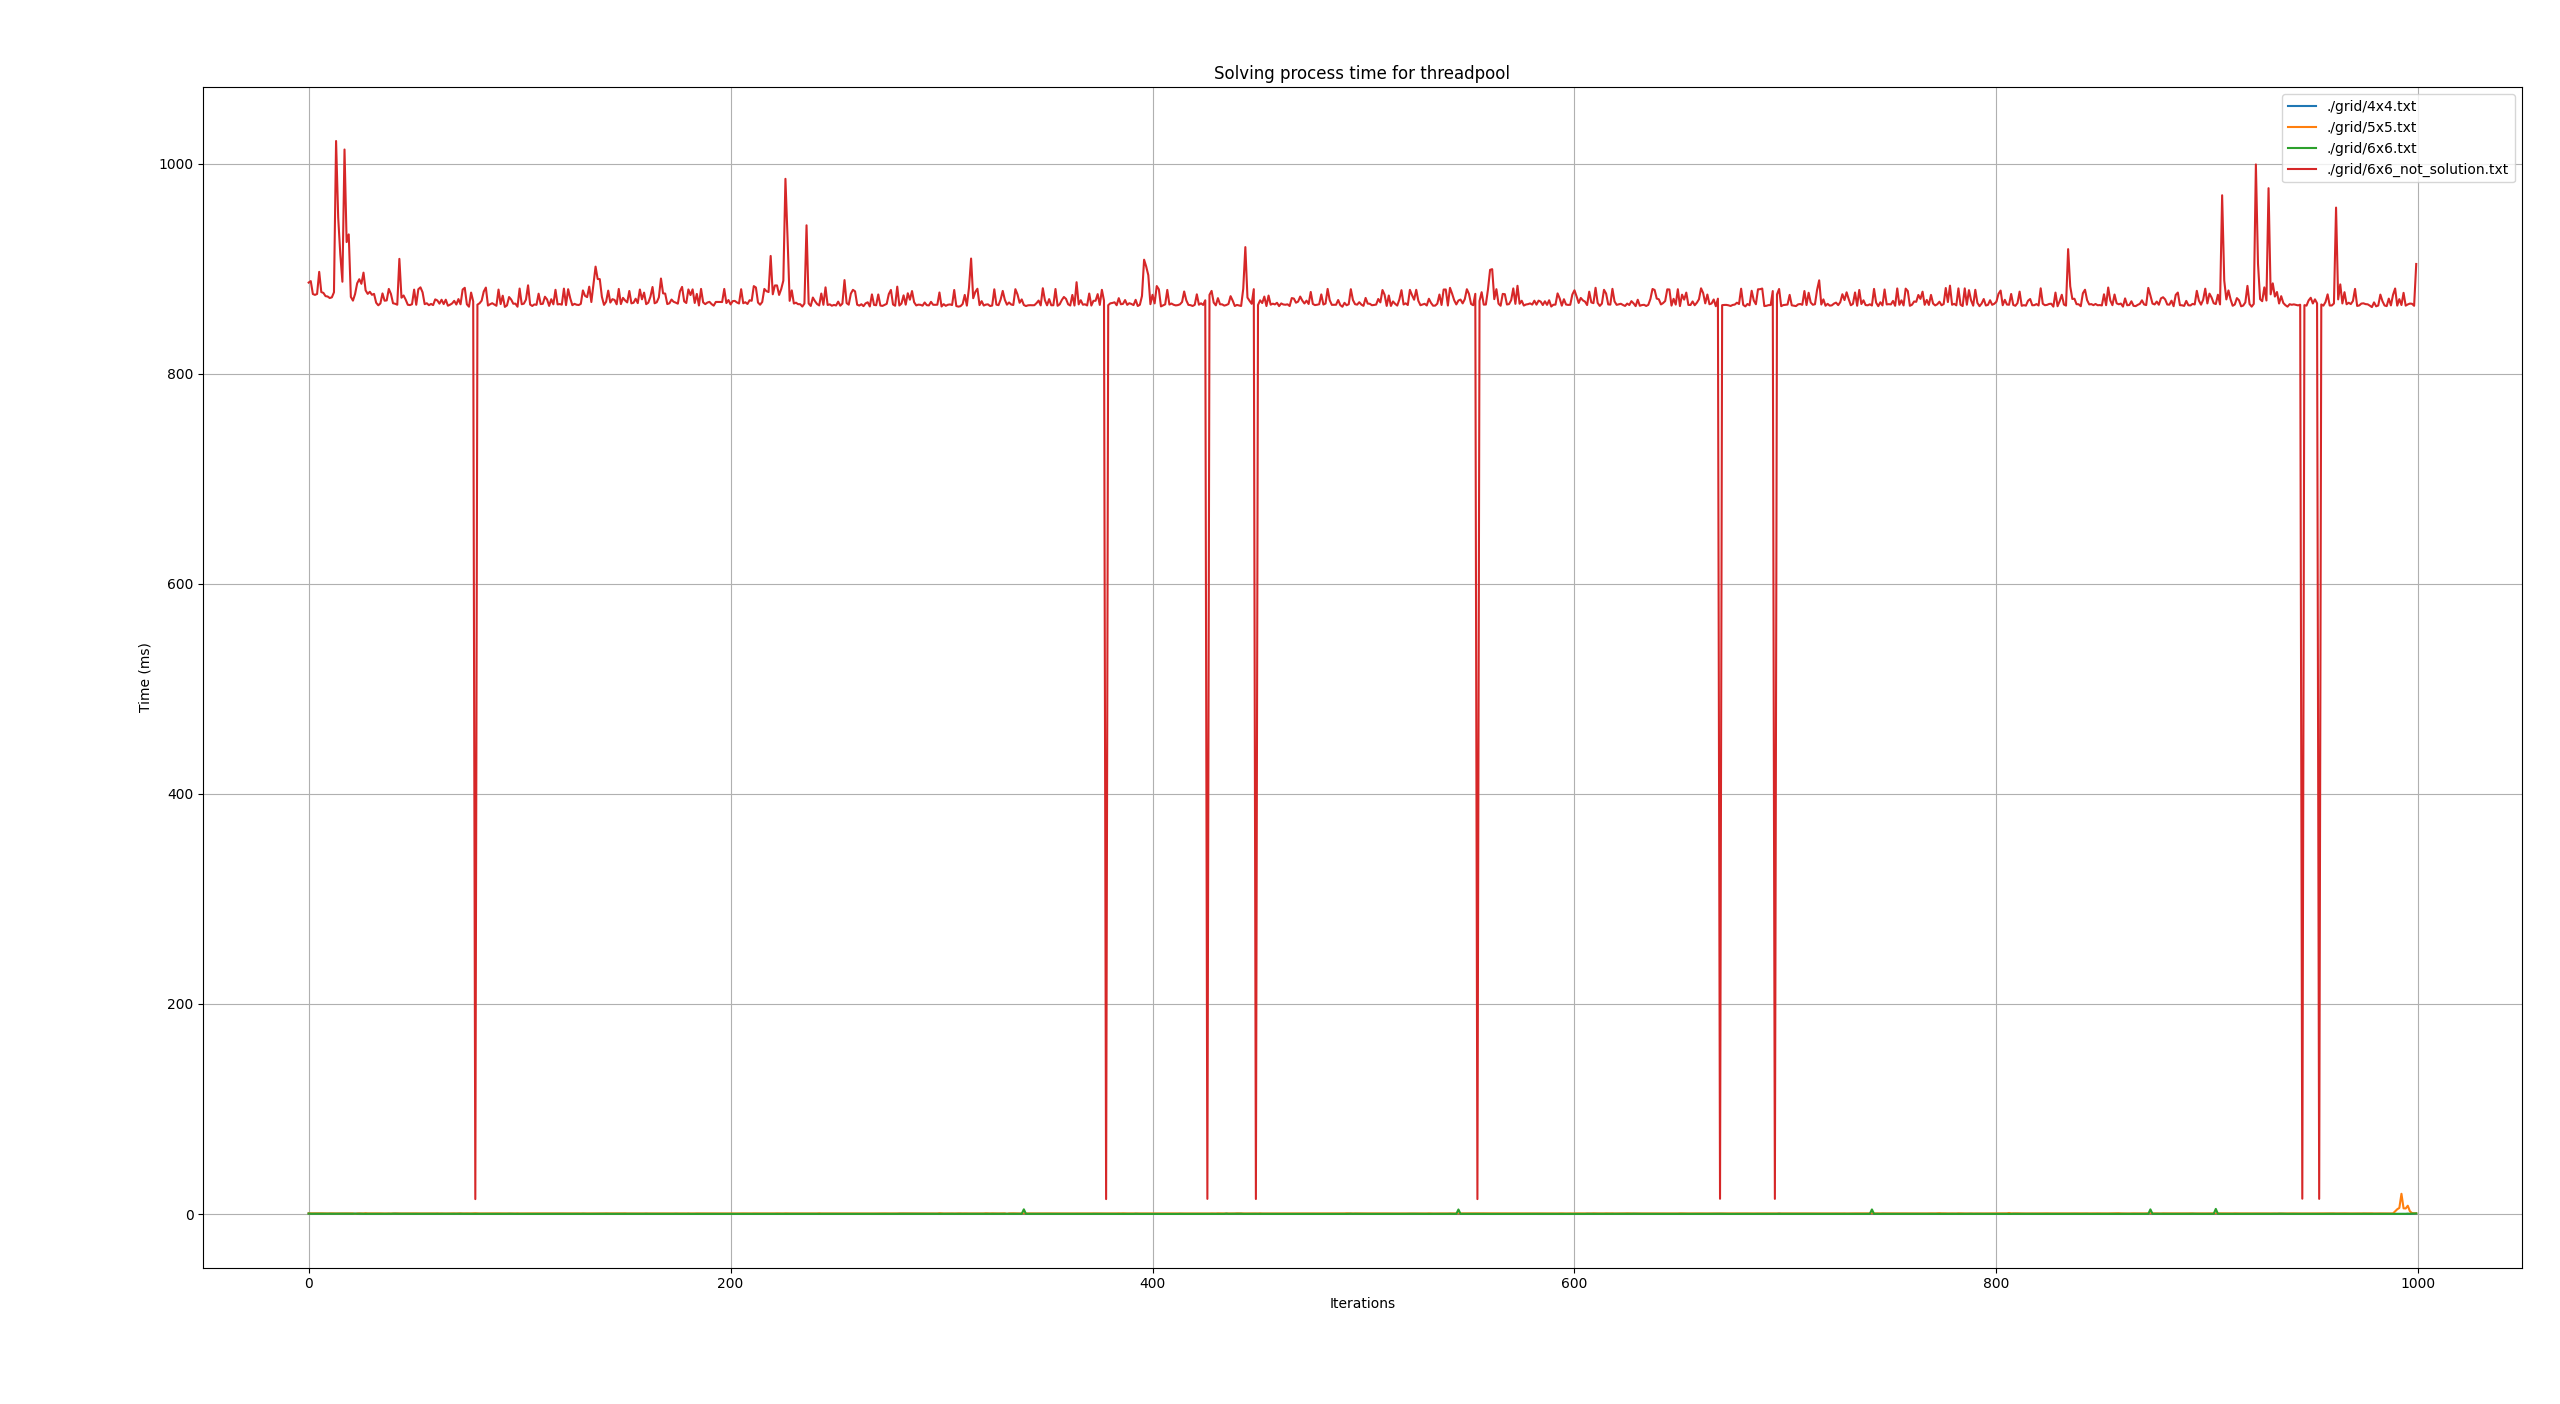 Solving process time for threadpool
./grid/4x4.txt
./grid/5x5.txt
./grid/6x6.txt
./grid/6x6_not_solution.txt
1000
800
600
400
200
0
Time (ms)
0 200 400 600 800 1000
Iterations